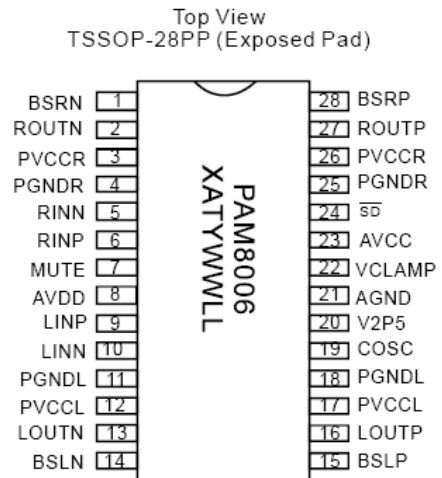 Top View
TSSOP-28PP (Exposed Pad)
BSRN 1
ROUTN 2
PVCCR 3
PGNDR 4
RINN 5
RINP 6
MUTE 7
AVDD 8
LINP 9
LINN 10
PGNDL 11
PVCCL 12
LOUTN 13
BSLN 14
PAM8006
XATYWWLL
28 BSRP
27 ROUTP
26 PVCCR
25 PGNDR
24 S̅D̅
23 AVCC
22 VCLAMP
21 AGND
20 V2P5
19 COSC
18 PGNDL
17 PVCCL
16 LOUTP
15 BSLP